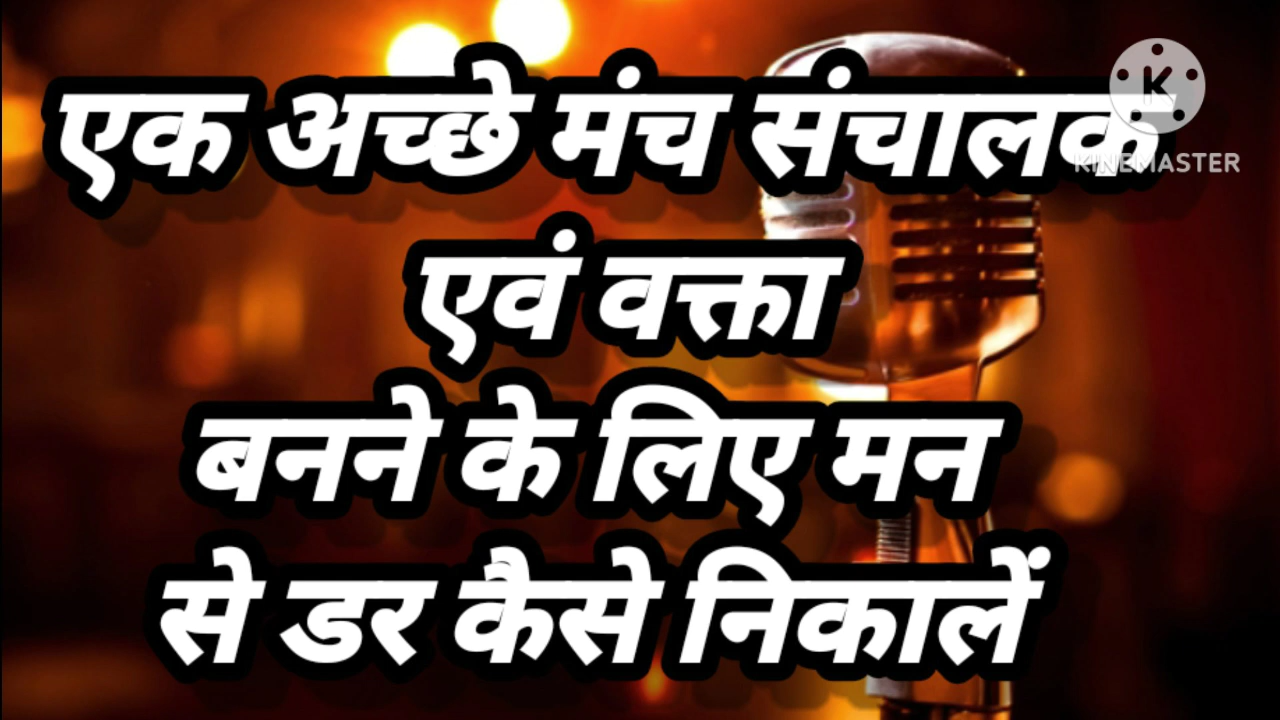 एक अच्छे मंच संचालक
K
KINEMASTER
एवं वक्ता
बनने के लिए मन
से डर कैसे निकालें